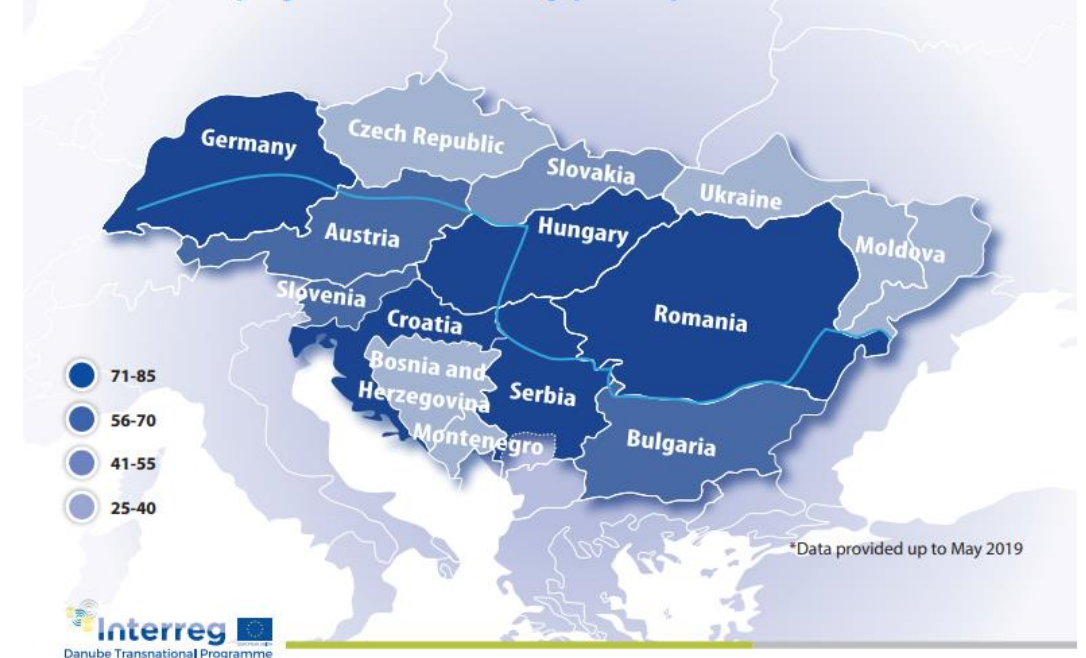 Germany
Czech Republic
Slovakia
Ukraine
Austria
Hungary
Moldova
Slovenia
Croatia
Romania
Bosnia and
Herzegovina
Serbia
Montenegro
Bulgaria
71-85
56-70
41-55
25-40
*Data provided up to May 2019
Interreg
Danube Transnational Programme